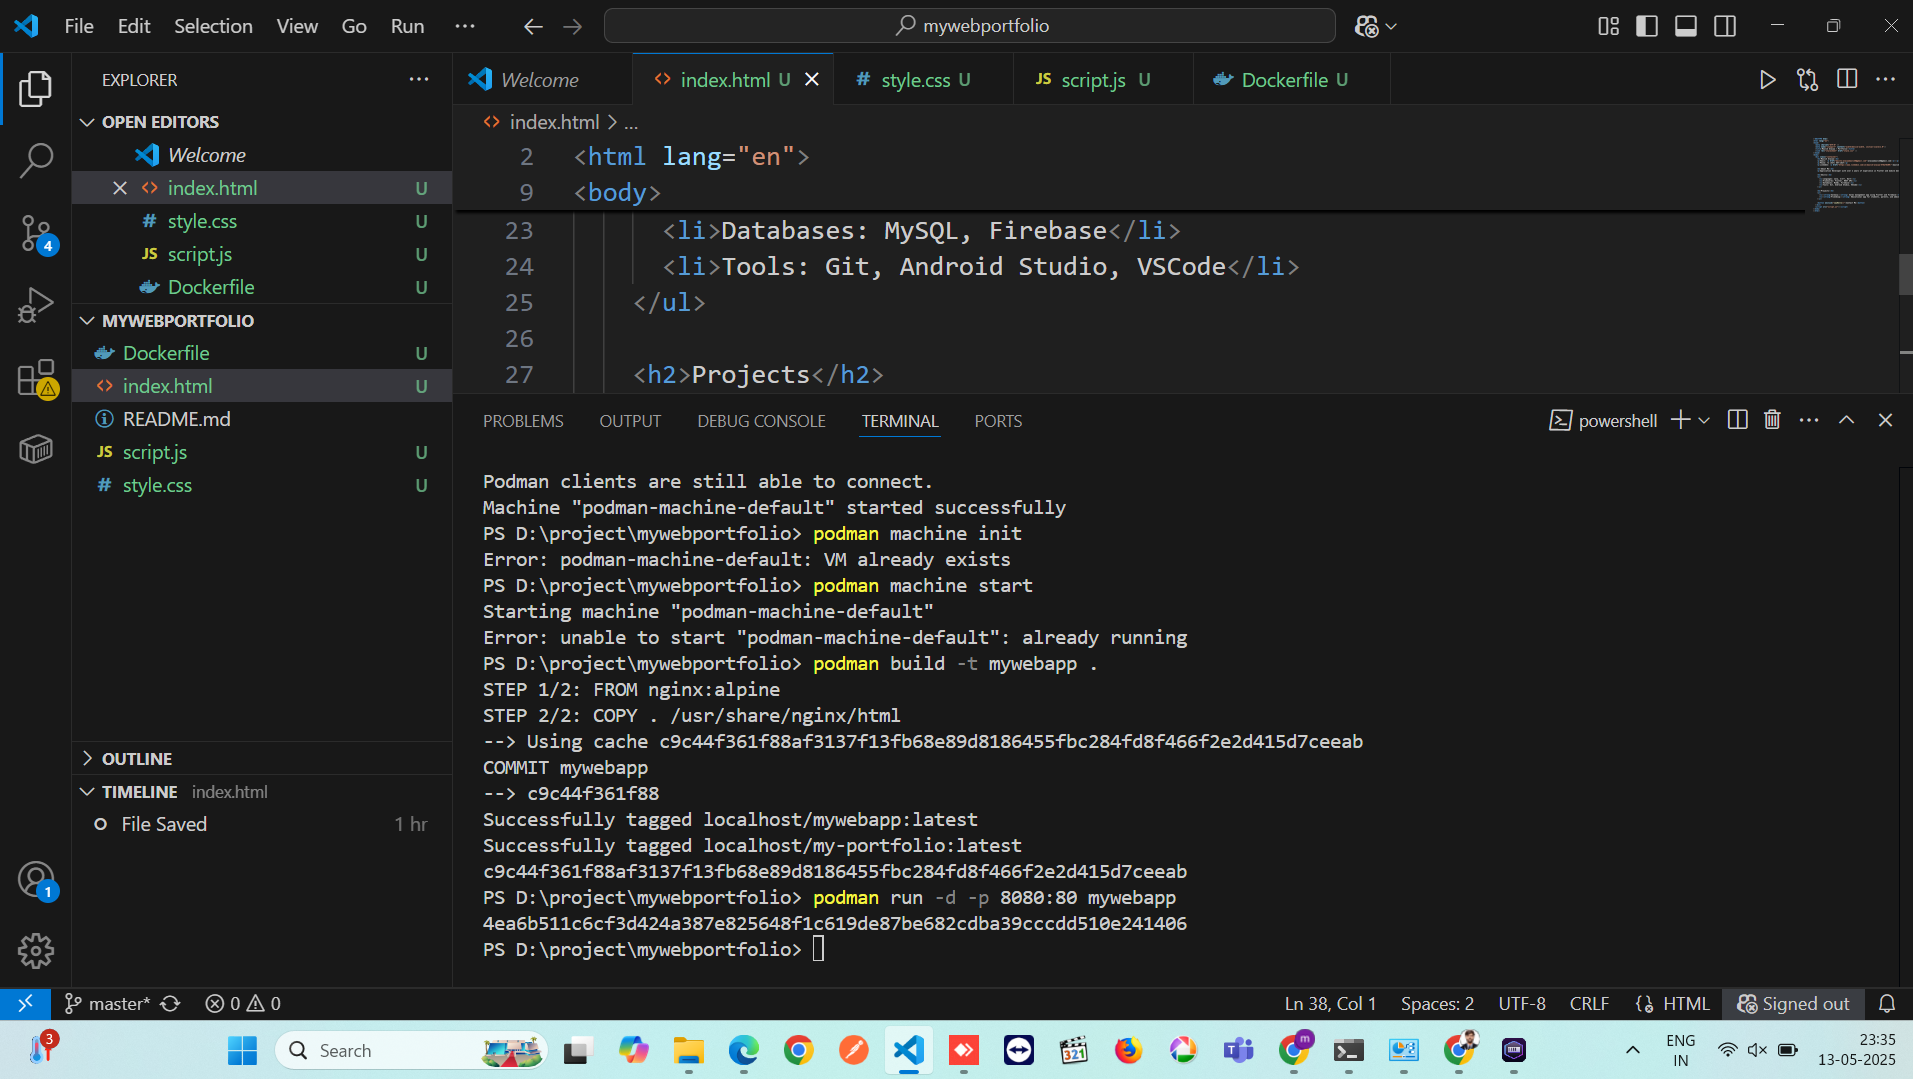 File Edit Selection View Go Run ...
mywebportfolio
EXPLORER
OPEN EDITORS
Welcome
index.html U
style.css U
script.js U
Dockerfile U
MYWEBPORTFOLIO
Dockerfile U
index.html U
README.md
script.js U
style.css U
OUTLINE
TIMELINE index.html
File Saved 1 hr
4
1
Welcome
index.html U
style.css U
JS script.js U
Dockerfile U
index.html > ...
2 <html lang="en">
9 <body>
23 <li>Databases: MySQL, Firebase</li>
24 <li>Tools: Git, Android Studio, VSCode</li>
25 </ul>
26
27 <h2>Projects</h2>
PROBLEMS OUTPUT DEBUG CONSOLE TERMINAL PORTS
powershell
Podman clients are still able to connect.
Machine "podman-machine-default" started successfully
PS D:\project\mywebportfolio> podman machine init
Error: podman-machine-default: VM already exists
PS D:\project\mywebportfolio> podman machine start
Starting machine "podman-machine-default"
Error: unable to start "podman-machine-default": already running
PS D:\project\mywebportfolio> podman build -t mywebapp .
STEP 1/2: FROM nginx:alpine
STEP 2/2: COPY . /usr/share/nginx/html
--> Using cache c9c44f361f88af3137f13fb68e89d8186455fbc284fd8f466f2e2d415d7ceeab
COMMIT mywebapp
--> c9c44f361f88
Successfully tagged localhost/mywebapp:latest
Successfully tagged localhost/my-portfolio:latest
c9c44f361f88af3137f13fb68e89d8186455fbc284fd8f466f2e2d415d7ceeab
PS D:\project\mywebportfolio> podman run -d -p 8080:80 mywebapp
4ea6b511c6cf3d424a387e825648f1c619de87be682cdba39cccdd510e241406
PS D:\project\mywebportfolio>
master* 0 0
Ln 38, Col 1 Spaces: 2 UTF-8 CRLF HTML Signed out
3
Search
ENG
IN
23:35
13-05-2025